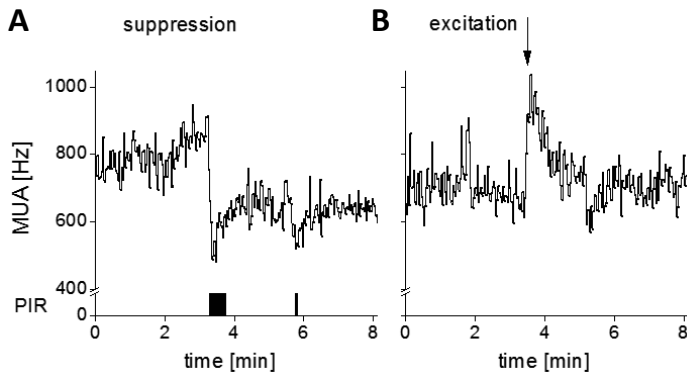 A
suppression
B
excitation
MUA [Hz]
1000
800
600
400
PIR
0
0 2 4 6 8
time [min]
0 2 4 6 8
time [min]